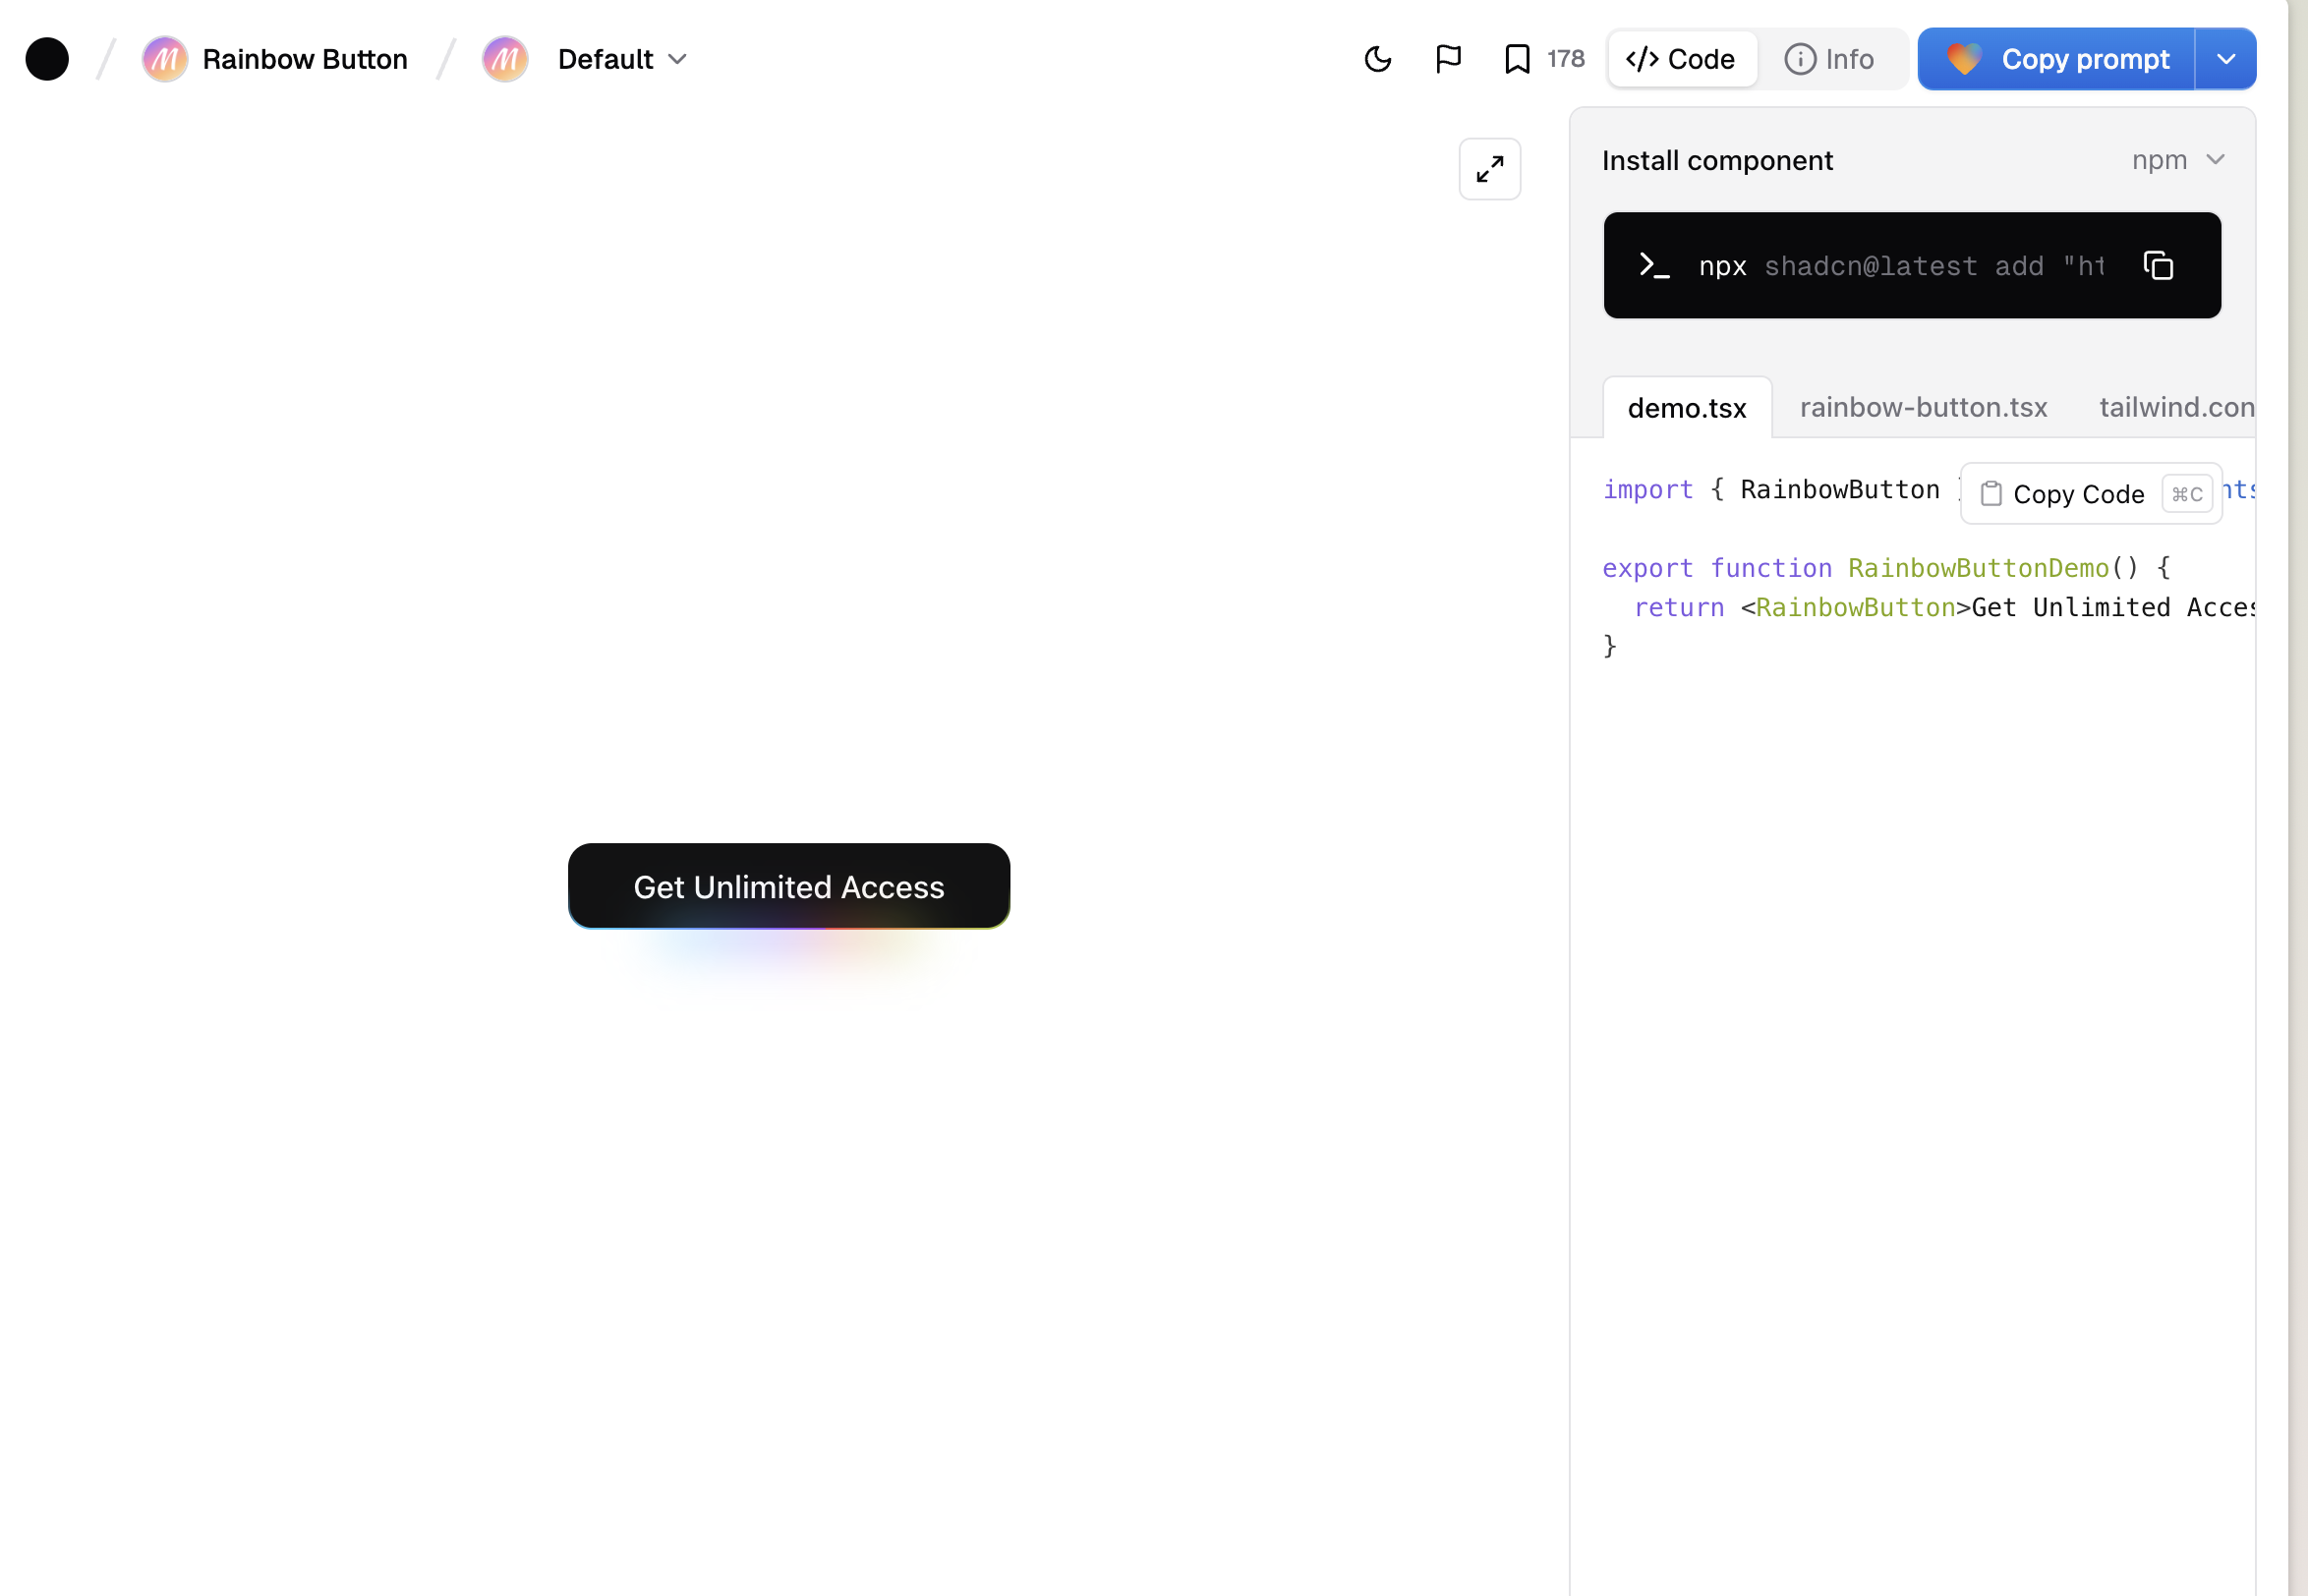 Rainbow Button
Default
178
Code
Info
Copy prompt
Install component
npm
npx shadcn@latest add "ht
demo.tsx
rainbow-button.tsx
tailwind.con
import { RainbowButton
Copy Code ⌘C
nts
export function RainbowButtonDemo() {
return <RainbowButton>Get Unlimited Acces
}
Get Unlimited Access